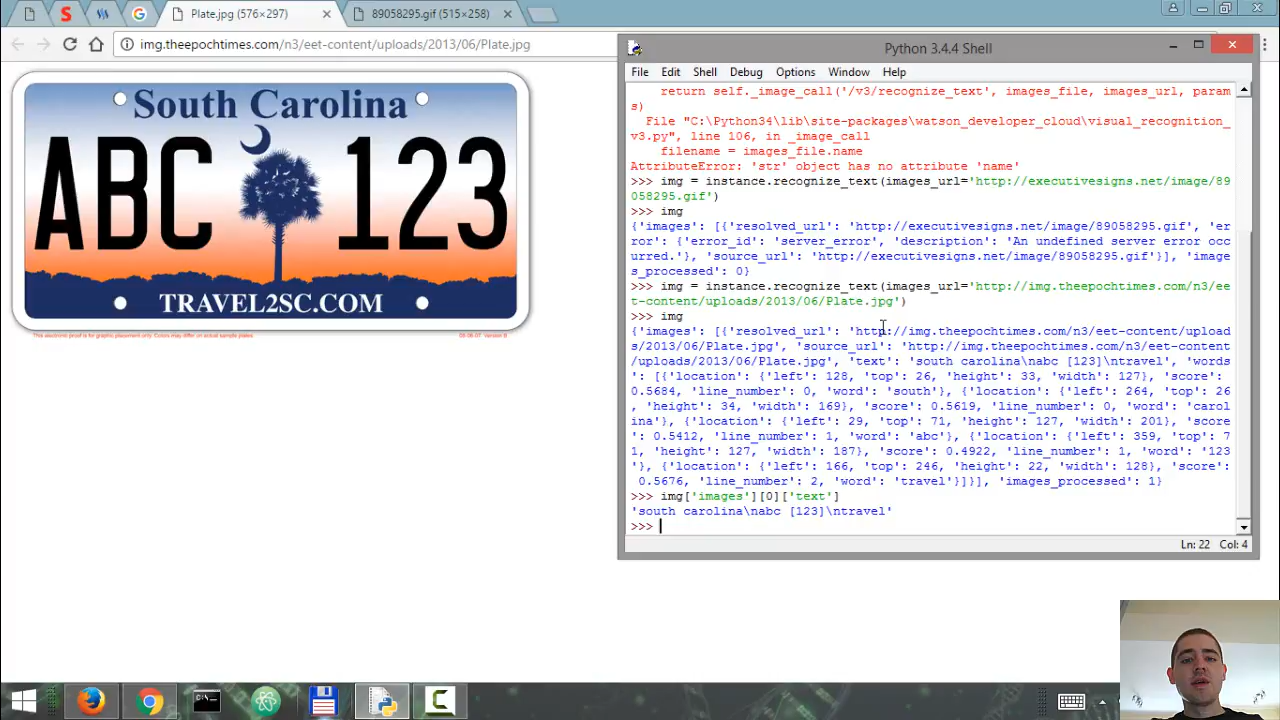 Plate.jpg (576×297)
89058295.gif (515×258)
img.theepochtimes.com/n3/eet-content/uploads/2013/06/Plate.jpg
South Carolina
ABC 123
TRAVEL2SC.COM
Python 3.4.4 Shell
File Edit Shell Debug Options Window Help
return self._image_call('/v3/recognize_text', images_file, images_url, param
s)
File "C:\Python34\lib\site-packages\watson_developer_cloud\visual_recognition_
v3.py", line 106, in _image_call
filename = images_file.name
AttributeError: 'str' object has no attribute 'name'
>>> img = instance.recognize_text(images_url='http://executivesigns.net/image/89
058295.gif')
>>> img
{'images': [{'resolved_url': 'http://executivesigns.net/image/89058295.gif', 'er
ror': {'error_id': 'server_error', 'description': 'An undefined server error occ
urred.'}, 'source_url': 'http://executivesigns.net/image/89058295.gif'}], 'image
s_processed': 0}
>>> img = instance.recognize_text(images_url='http://img.theepochtimes.com/n3/ee
t-content/uploads/2013/06/Plate.jpg')
>>> img
{'images': [{'resolved_url': 'http://img.theepochtimes.com/n3/eet-content/upload
s/2013/06/Plate.jpg', 'source_url': 'http://img.theepochtimes.com/n3/eet-content
/uploads/2013/06/Plate.jpg', 'text': 'south carolina\nabc [123]\ntravel', 'words
': [{'location': {'left': 128, 'top': 26, 'height': 33, 'width': 127}, 'score':
0.5684, 'line_number': 0, 'word': 'south'}, {'location': {'left': 264, 'top': 26
, 'height': 34, 'width': 169}, 'score': 0.5619, 'line_number': 0, 'word': 'carol
ina'}, {'location': {'left': 29, 'top': 71, 'height': 127, 'width': 201}, 'score
': 0.5412, 'line_number': 1, 'word': 'abc'}, {'location': {'left': 359, 'top': 7
1, 'height': 127, 'width': 187}, 'score': 0.4922, 'line_number': 1, 'word': '123
'}, {'location': {'left': 166, 'top': 246, 'height': 22, 'width': 128}, 'score':
0.5676, 'line_number': 2, 'word': 'travel'}]}], 'images_processed': 1}
>>> img['images'][0]['text']
'south carolina\nabc [123]\ntravel'
>>>
Ln: 22 Col: 4